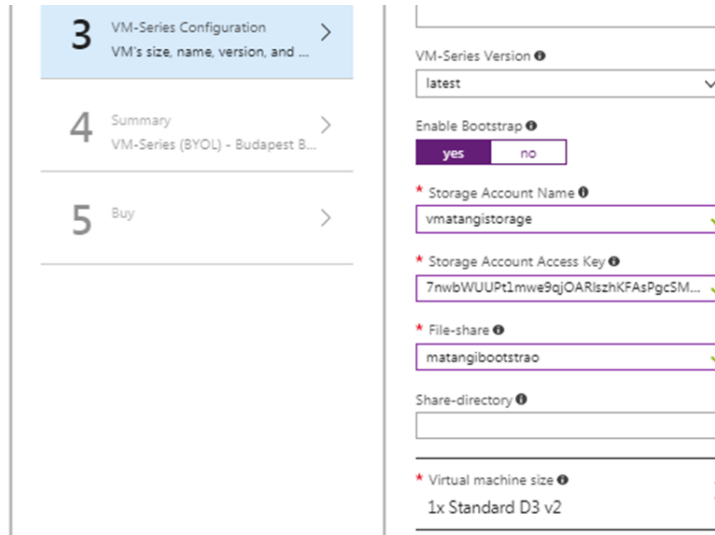 3
VM-Series Configuration
VM's size, name, version, and ...
4
Summary
VM-Series (BYOL) - Budapest B...
5
Buy
VM-Series Version
latest
Enable Bootstrap
yes no
* Storage Account Name
vmatangistorage
* Storage Account Access Key
7nwbWUUPt1mwe9qjOARIszhKFAsPgcSM...
* File-share
matangibootstrao
Share-directory
* Virtual machine size
1x Standard D3 v2